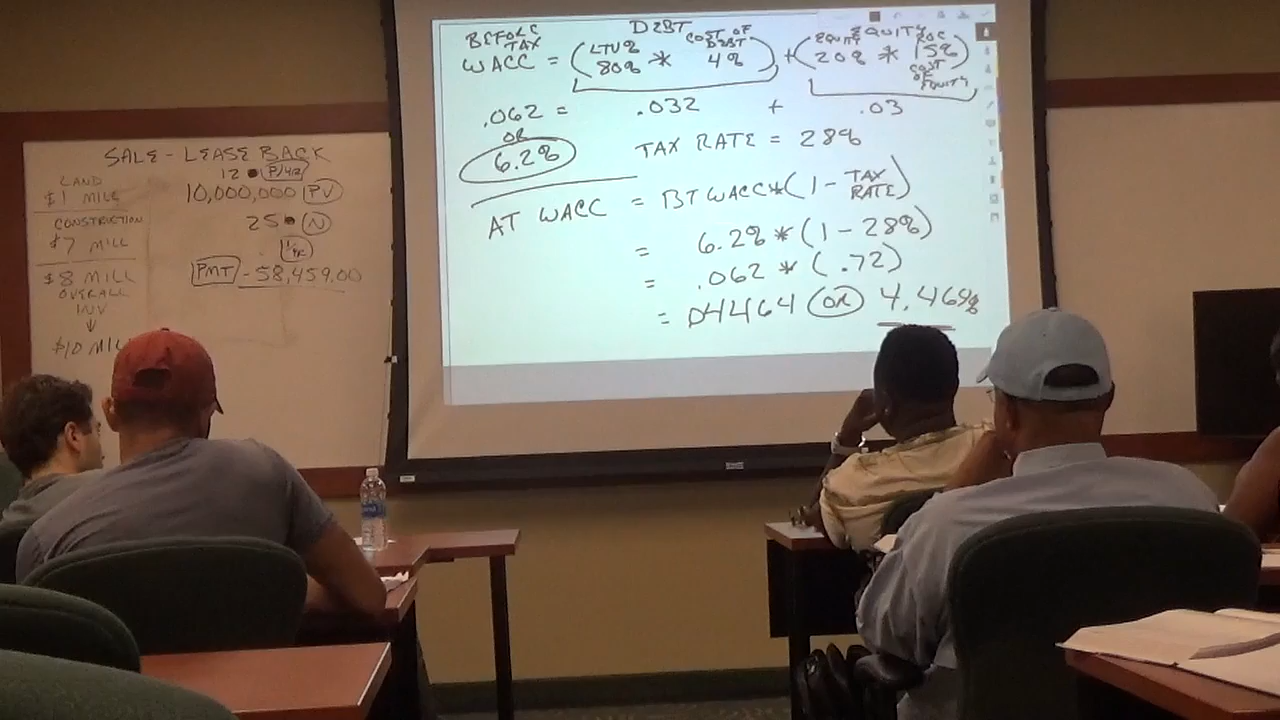 SALE - LEASE BACK
12 P/YR
LAND
$1 MILL
10,000,000 PV
CONSTRUCTION
$7 MILL
25 N
$8 MILL
OVERALL
INV
PMT -58,459.00
$10 MIL
BEFORE TAX DEBT EQUITY
WACC = (LTV% 80% * COST OF DEBT 4%) + (EQUITY 20% * ROE 15% COST OF EQUITY)
.062 = .032 + .03
OR
6.2%
TAX RATE = 28%
AT WACC = BT WACC * (1 - TAX RATE)
= 6.2% * (1 - 28%)
= .062 * (.72)
= .04464 OR 4.46%